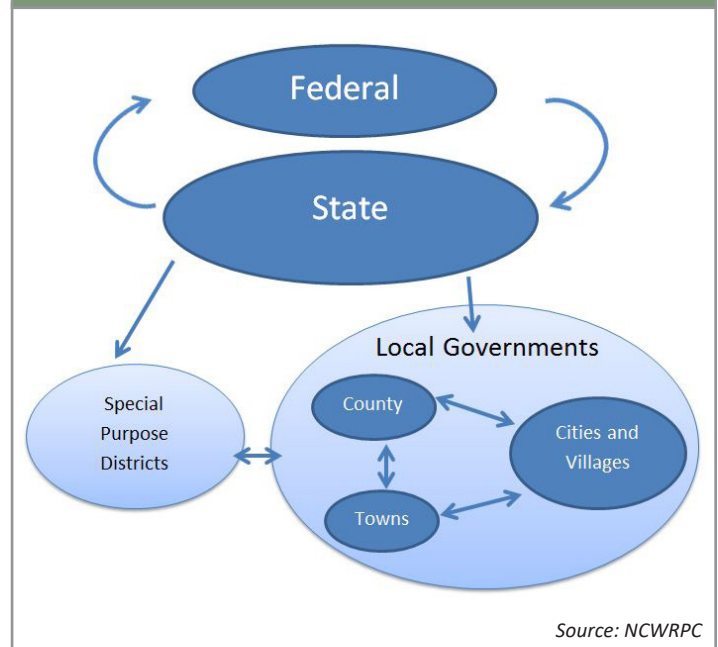 Federal
State
Local Governments
Special
Purpose
Districts
County
Cities and
Villages
Towns
Source: NCWRPC